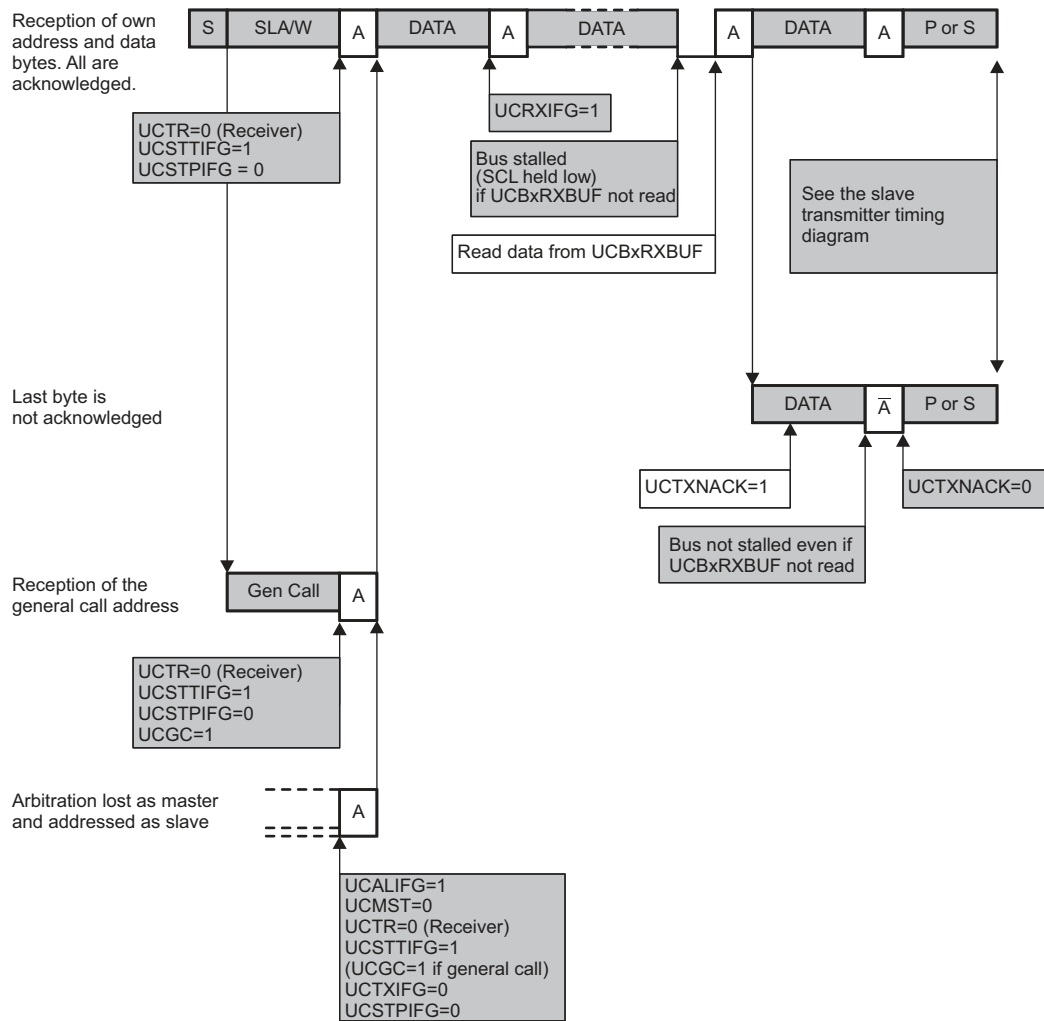 Reception of own
address and data
bytes. All are
acknowledged.
S SLA/W A DATA A DATA A DATA A P or S
UCTR=0 (Receiver)
UCSTTIFG=1
UCSTPIFG = 0
UCRXIFG=1
Bus stalled
(SCL held low)
if UCBxRXBUF not read
Read data from UCBxRXBUF
See the slave
transmitter timing
diagram
Last byte is
not acknowledged
DATA A̅ P or S
UCTXNACK=1
UCTXNACK=0
Bus not stalled even if
UCBxRXBUF not read
Reception of the
general call address
Gen Call A
UCTR=0 (Receiver)
UCSTTIFG=1
UCSTPIFG=0
UCGC=1
Arbitration lost as master
and addressed as slave
A
UCALIFG=1
UCMST=0
UCTR=0 (Receiver)
UCSTTIFG=1
(UCGC=1 if general call)
UCTXIFG=0
UCSTPIFG=0